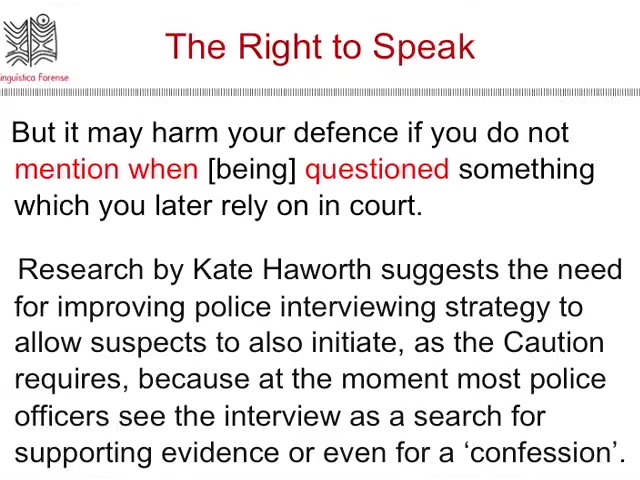 The Right to Speak
inguística Forense
But it may harm your defence if you do not
mention when [being] questioned something
which you later rely on in court.
Research by Kate Haworth suggests the need
for improving police interviewing strategy to
allow suspects to also initiate, as the Caution
requires, because at the moment most police
officers see the interview as a search for
supporting evidence or even for a ‘confession’.